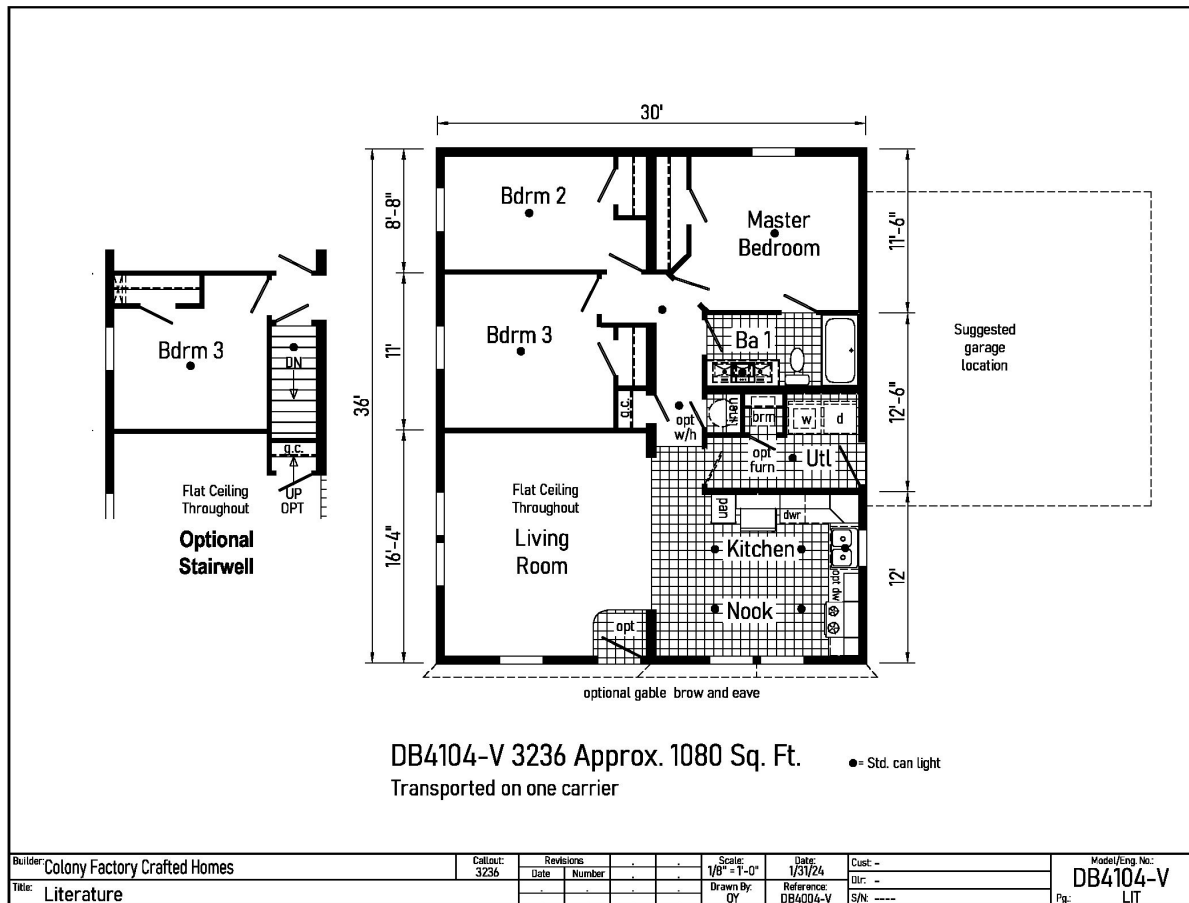 30'
36'
8'-8"
11'
16'-4"
11'-6"
12'-6"
12'
Bdrm 2
Master
Bedroom
Bdrm 3
Ba 1
Suggested
garage
location
g.c.
opt
w/h
brm
w
d
opt
furn
Utl
pan
dwr
Flat Ceiling
Throughout
Living
Room
Kitchen
Nook
opt dw
opt
optional gable brow and eave
Bdrm 3
DN
g.c.
UP
OPT
Flat Ceiling
Throughout
Optional
Stairwell
DB4104-V 3236 Approx. 1080 Sq. Ft.
●= Std. can light
Transported on one carrier
Builder: Colony Factory Crafted Homes
Title: Literature
Callout:
3236
Revisions
Date Number
Scale:
1/8" = 1'-0"
Drawn By:
OY
Date:
1/31/24
Reference:
DB4004-V
Cust: -
Dlr: -
S/N: ----
Model/Eng. No.:
DB4104-V
Pg.: LIT